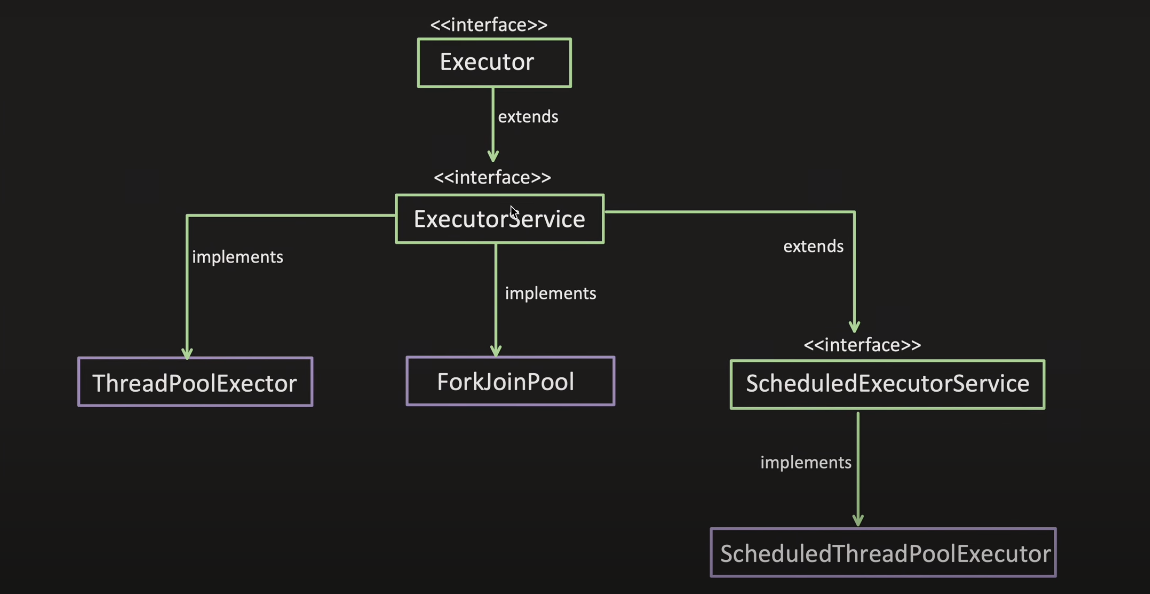 <<interface>>
Executor
extends
<<interface>>
ExecutorService
implements
implements
extends
<<interface>>
ThreadPoolExector
ForkJoinPool
ScheduledExecutorService
implements
ScheduledThreadPoolExecutor